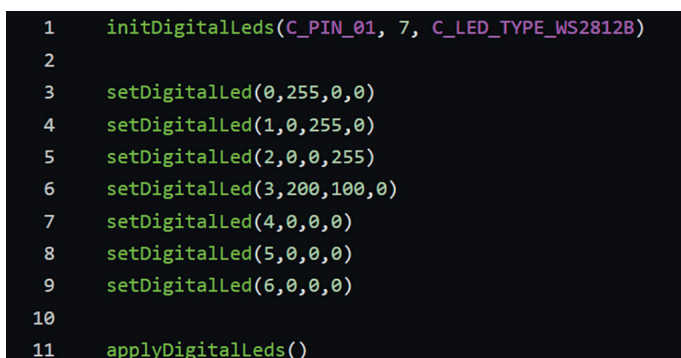 1 initDigitalLeds(C_PIN_01, 7, C_LED_TYPE_WS2812B)
2
3 setDigitalLed(0,255,0,0)
4 setDigitalLed(1,0,255,0)
5 setDigitalLed(2,0,0,255)
6 setDigitalLed(3,200,100,0)
7 setDigitalLed(4,0,0,0)
8 setDigitalLed(5,0,0,0)
9 setDigitalLed(6,0,0,0)
10
11 applyDigitalLeds()